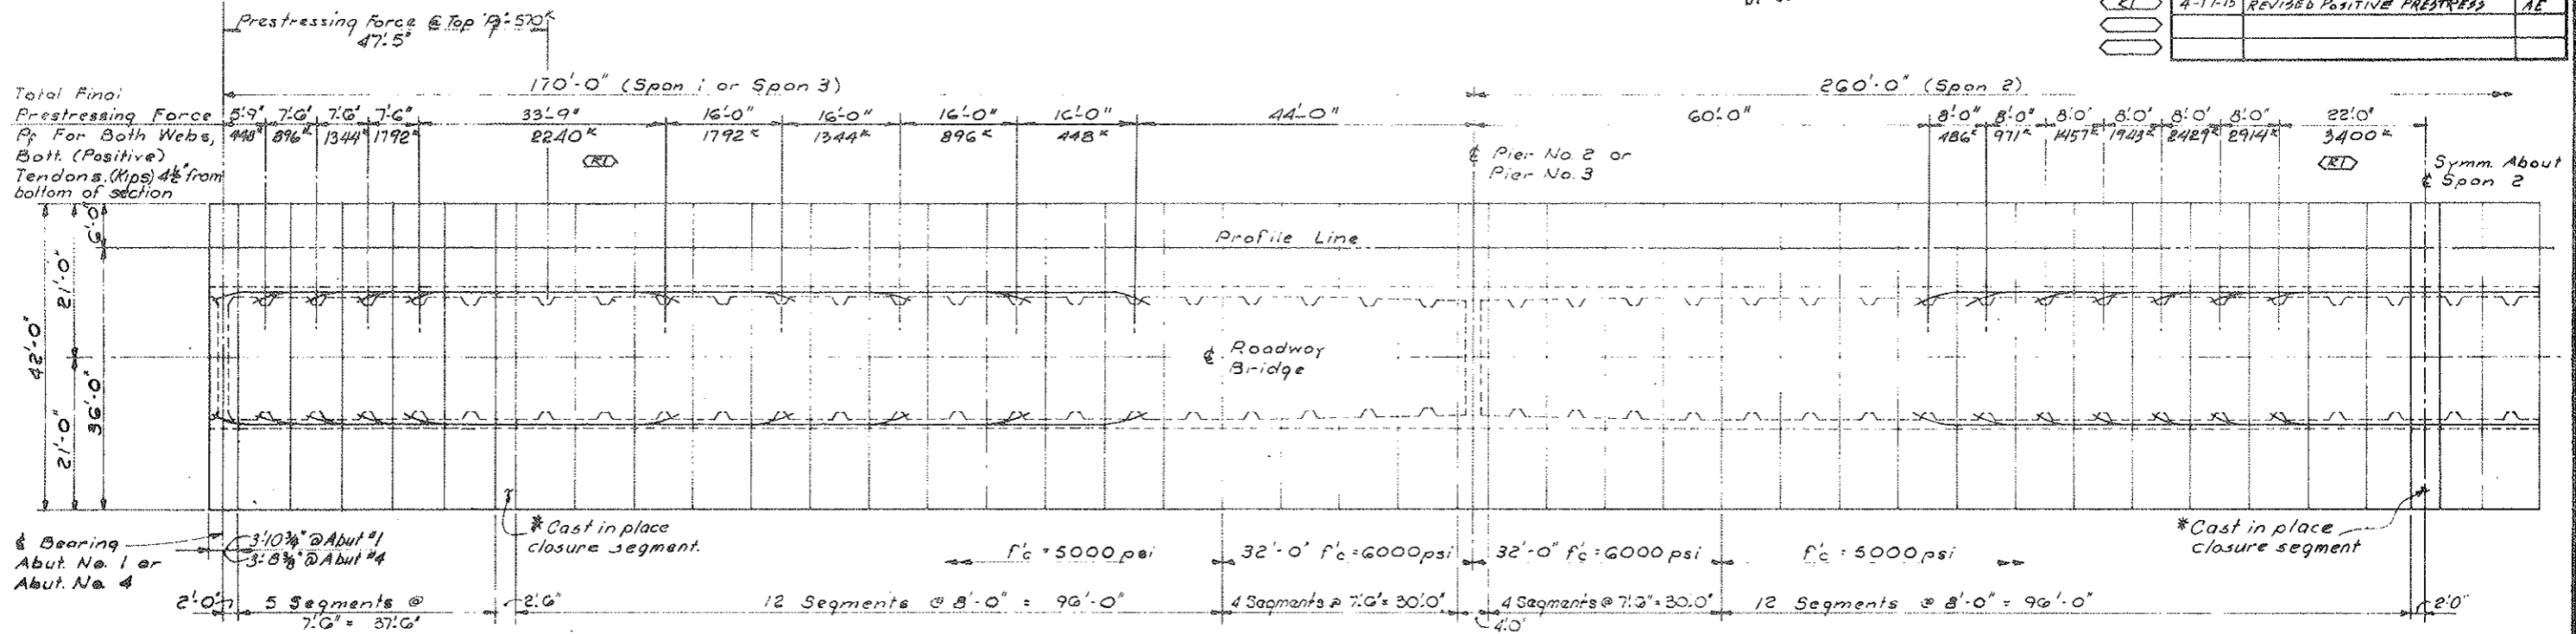 R1 4-17-15 REVISED POSITIVE PRESTRESS AE
Prestressing Force @ Top Pf=570ᴷ
47'-5"
170'-0" (Span 1 or Span 3)
260'-0" (Span 2)
Total Final
Prestressing Force
Pf For Both Webs,
Bott. (Positive)
Tendons. (Kips) 4½" from
bottom of section
5'-9" 7'-6" 7'-6" 7'-6" 33'-9" 16'-0" 16'-0" 16'-0" 16'-0" 44'-0" 60'-0" 8'-0" 8'-0" 8'-0" 8'-0" 8'-0" 8'-0" 22'-0"
448ᴷ 896ᴷ 1344ᴷ 1792ᴷ 2240ᴷ 1792ᴷ 1344ᴷ 896ᴷ 448ᴷ 486ᴷ 971ᴷ 1457ᴷ 1943ᴷ 2429ᴷ 2914ᴷ 3400ᴷ
R1
R1
℄ Pier No. 2 or
Pier No. 3
Symm. About
℄ Span 2
6'-0"
21'-0"
42'-0"
36'-0"
21'-0"
Profile Line
℄ Roadway
Bridge
℄ Bearing
Abut. No. 1 or
Abut. No. 4
3'-10¾" @ Abut #1
3'-8⅜" @ Abut #4
* Cast in place
closure segment.
* Cast in place
closure segment
f'c = 5000 psi
32'-0" f'c = 6000 psi
32'-0" f'c = 6000 psi
f'c = 5000 psi
2'-0" 5 Segments @
7'-6" = 37'-6"
2'-6"
12 Segments @ 8'-0" = 96'-0"
4 Segments @ 7'-6" = 30'-0"
4 Segments @ 7'-6" = 30'-0"
12 Segments @ 8'-0" = 96'-0"
2'-0"
4'-0"